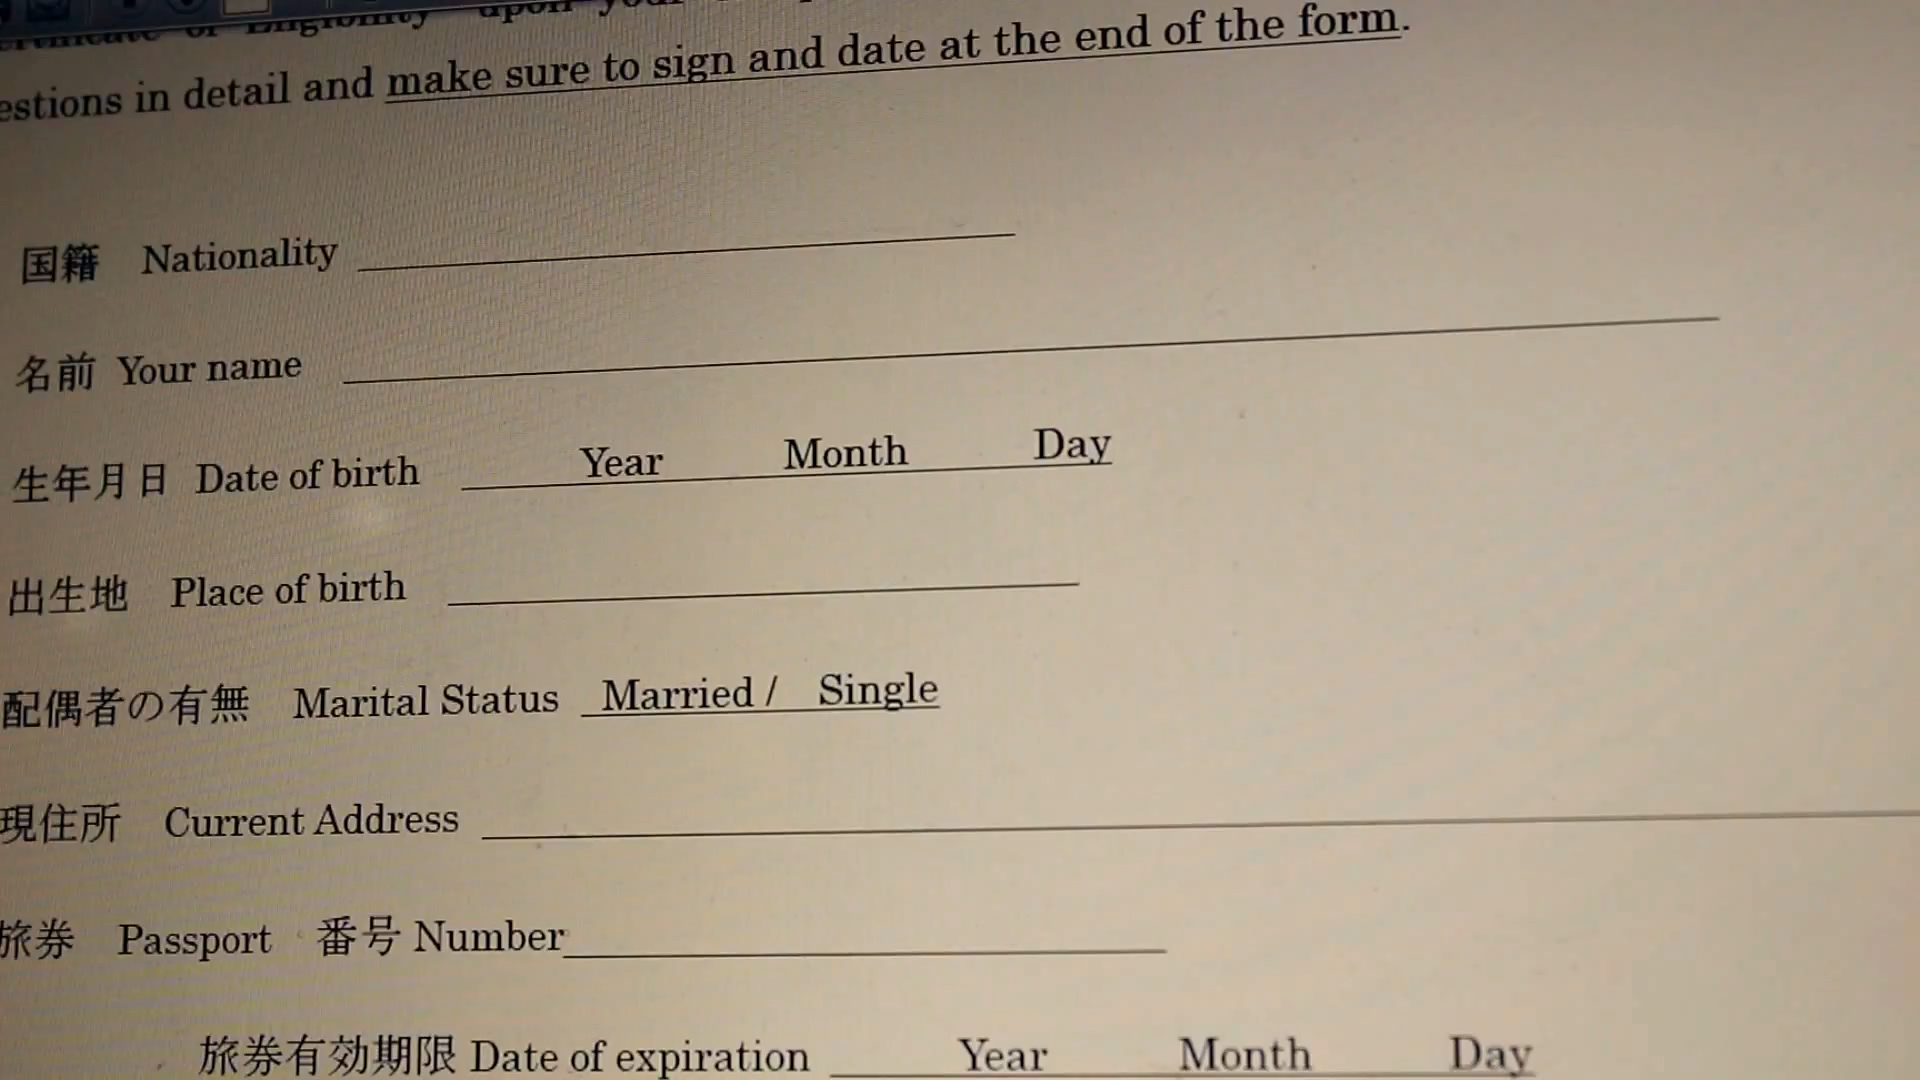 of Eligibility upon
estions in detail and make sure to sign and date at the end of the form.
国籍 Nationality
名前 Your name
生年月日 Date of birth Year Month Day
出生地 Place of birth
配偶者の有無 Marital Status Married / Single
現住所 Current Address
旅券 Passport 番号 Number
旅券有効期限 Date of expiration Year Month Day